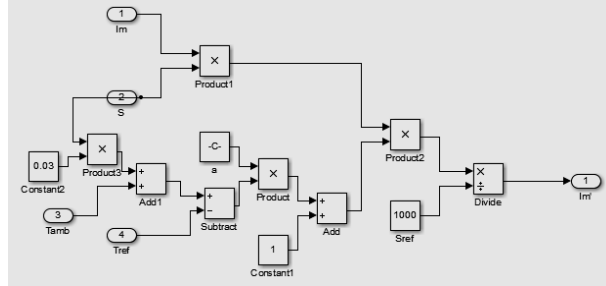 1
Im
×
Product1
2
S
0.03
Constant2
×
Product3
-C-
a
×
Product2
+
+
Add1
3
Tamb
+
−
Subtract
×
Product
4
Tref
1
Constant1
+
+
Add
1000
Sref
×
÷
Divide
1
Im'